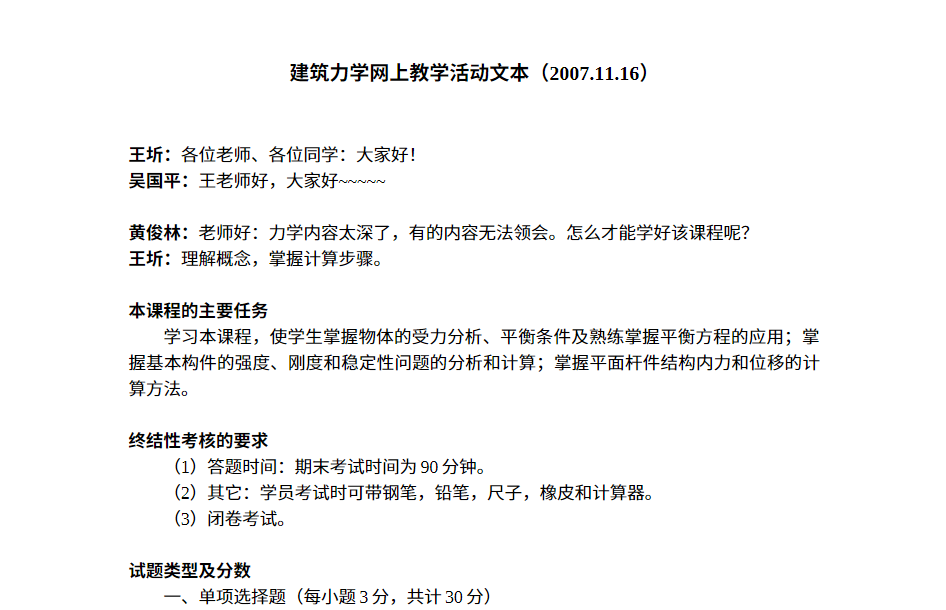 建筑力学网上教学活动文本（2007.11.16）
王圻：各位老师、各位同学：大家好！
吴国平：王老师好，大家好~~~~~
黄俊林：老师好：力学内容太深了，有的内容无法领会。怎么才能学好该课程呢？
王圻：理解概念，掌握计算步骤。
本课程的主要任务
学习本课程，使学生掌握物体的受力分析、平衡条件及熟练掌握平衡方程的应用；掌
握基本构件的强度、刚度和稳定性问题的分析和计算；掌握平面杆件结构内力和位移的计
算方法。
终结性考核的要求
（1）答题时间：期末考试时间为 90 分钟。
（2）其它：学员考试时可带钢笔，铅笔，尺子，橡皮和计算器。
（3）闭卷考试。
试题类型及分数
一、单项选择题（每小题 3 分，共计 30 分）